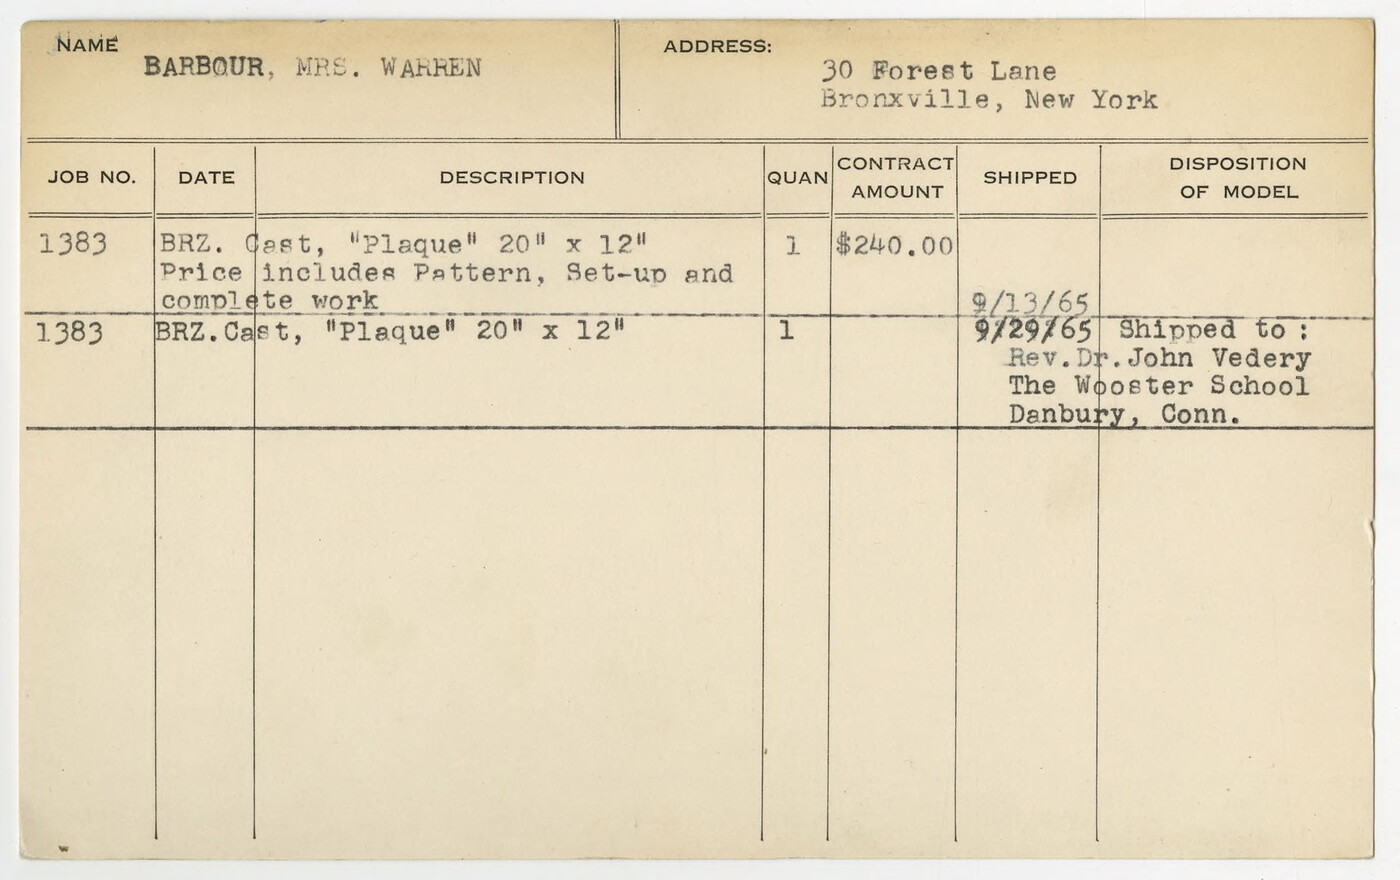 NAME
BARBOUR, MRS. WARREN
ADDRESS:
30 Forest Lane
Bronxville, New York
JOB NO. DATE DESCRIPTION QUAN CONTRACT AMOUNT SHIPPED DISPOSITION OF MODEL
1383 BRZ. Cast, "Plaque" 20" x 12" 1 $240.00
Price includes Pattern, Set-up and
complete work 9/13/65
1383 BRZ.Cast, "Plaque" 20" x 12" 1 9/29/65 Shipped to :
Rev.Dr.John Vedery
The Wooster School
Danbury, Conn.